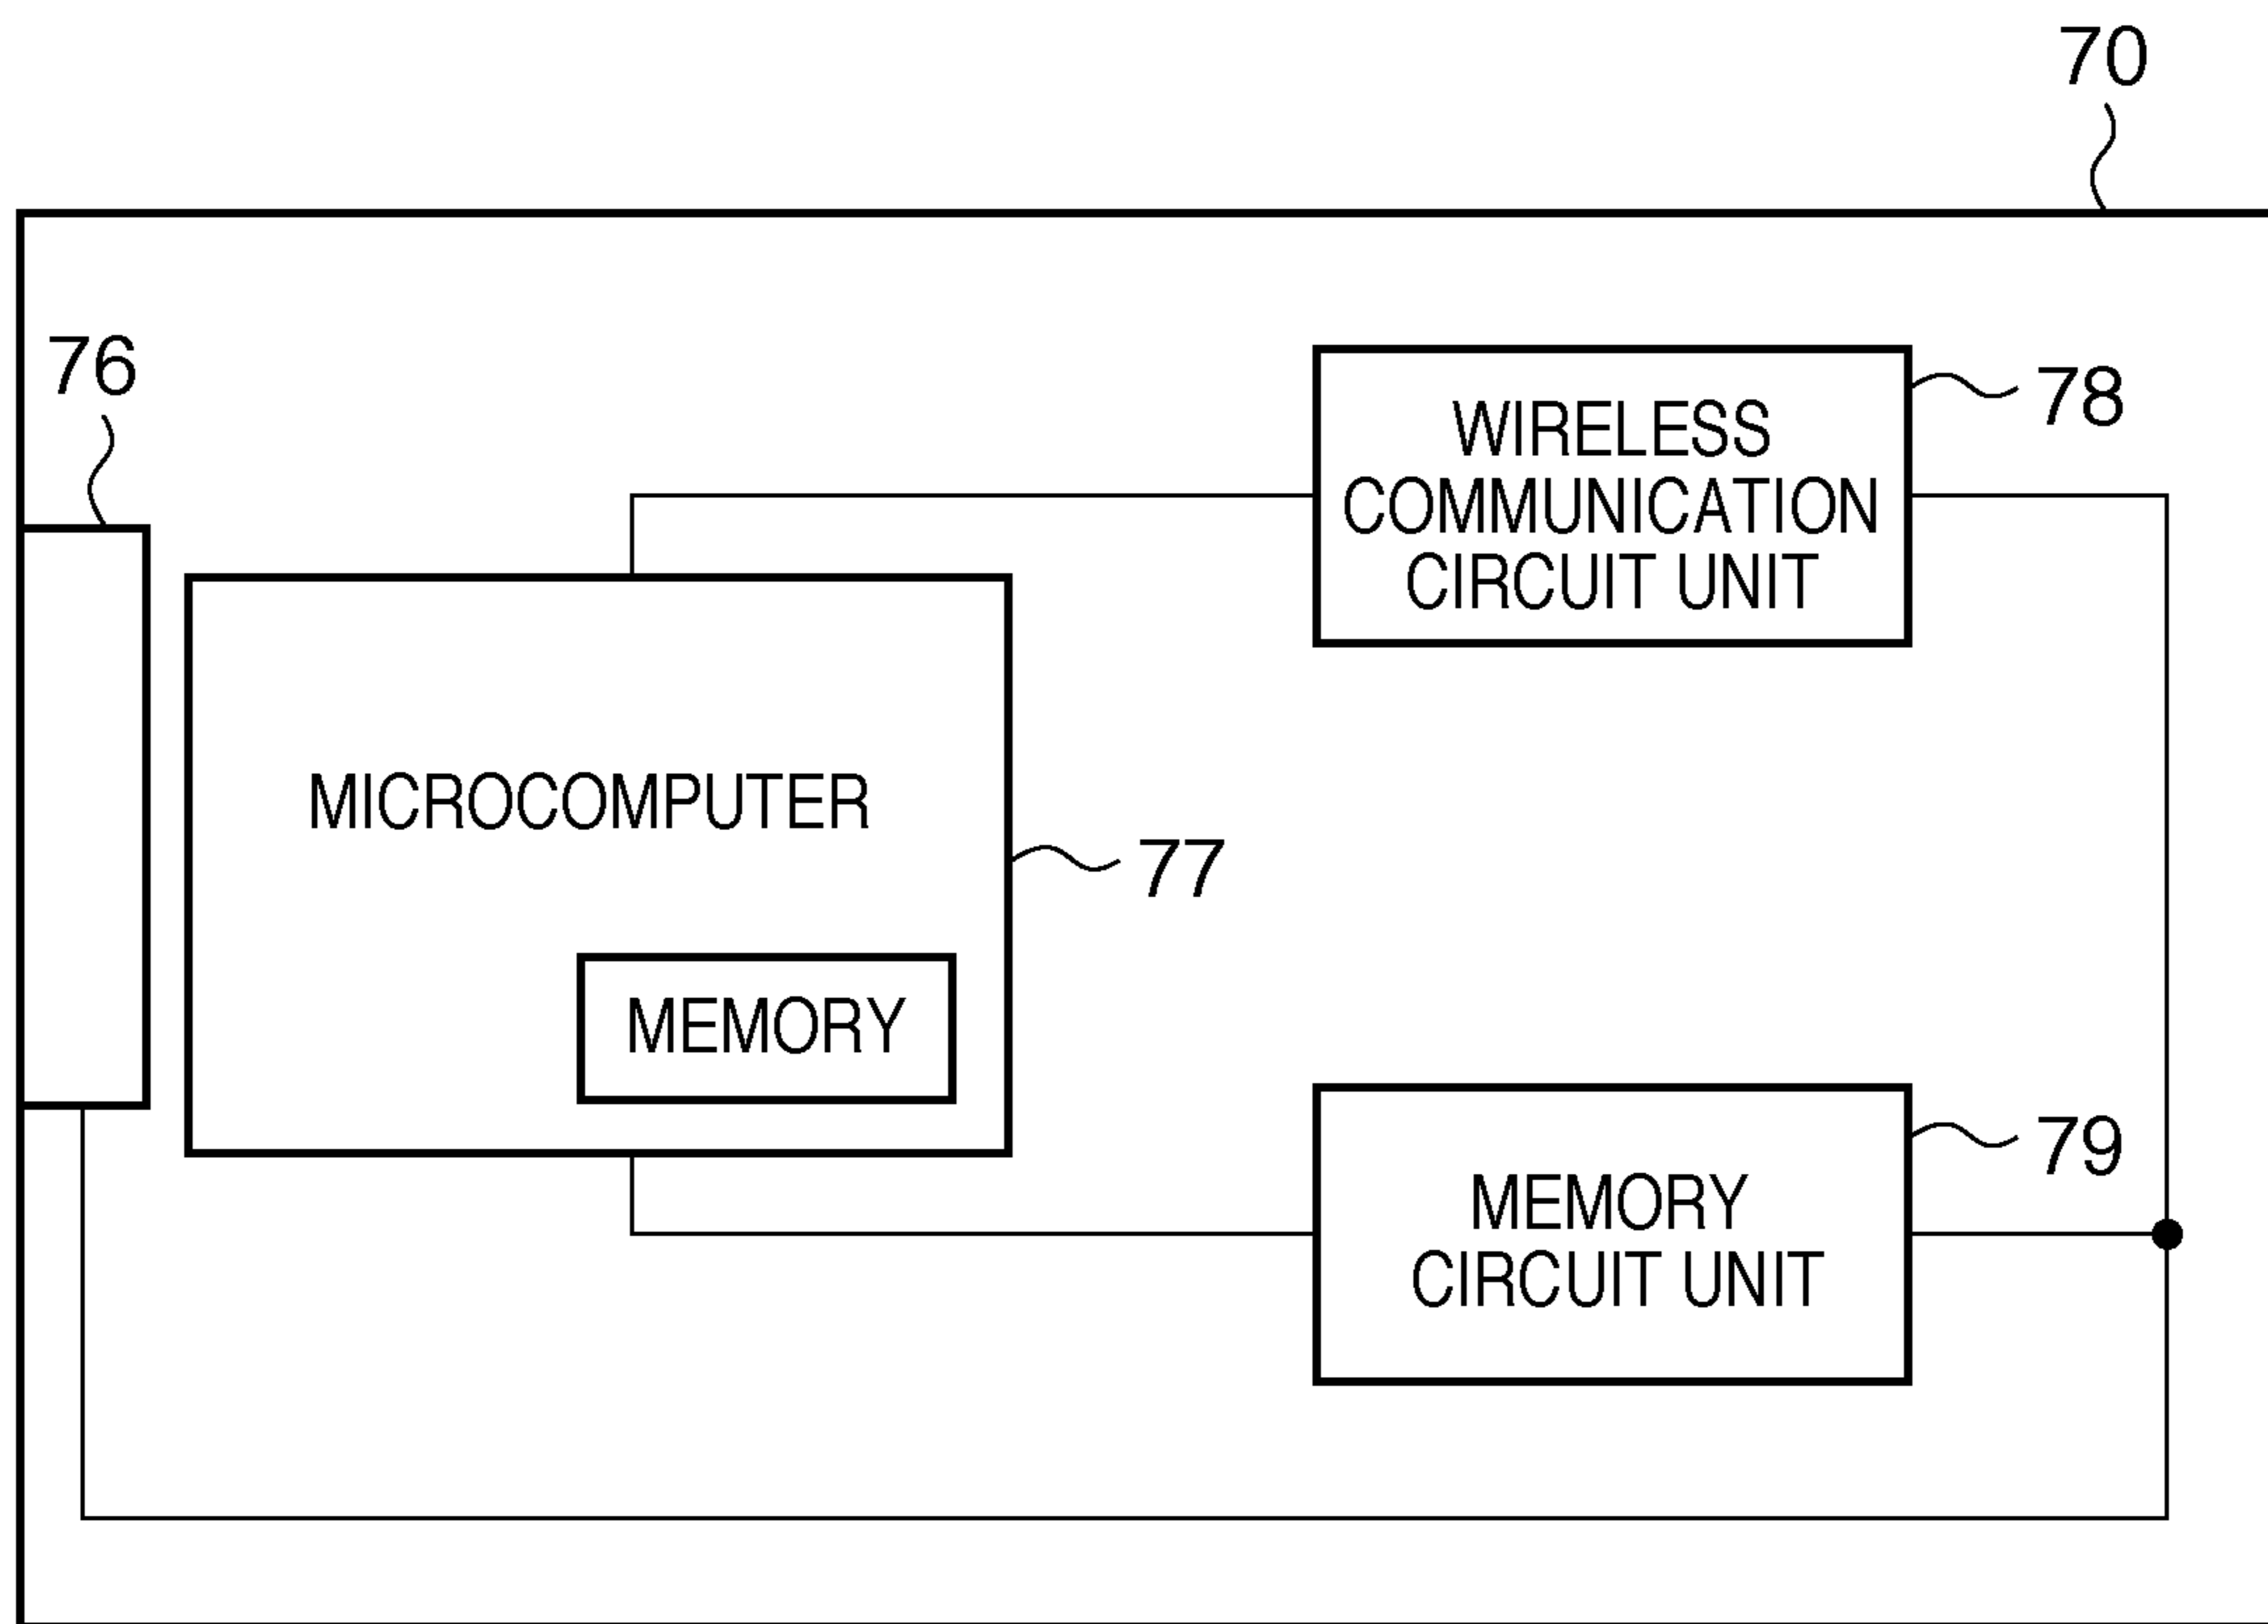 70
76
WIRELESS
COMMUNICATION
CIRCUIT UNIT
78
MICROCOMPUTER
77
MEMORY
MEMORY
CIRCUIT UNIT
79